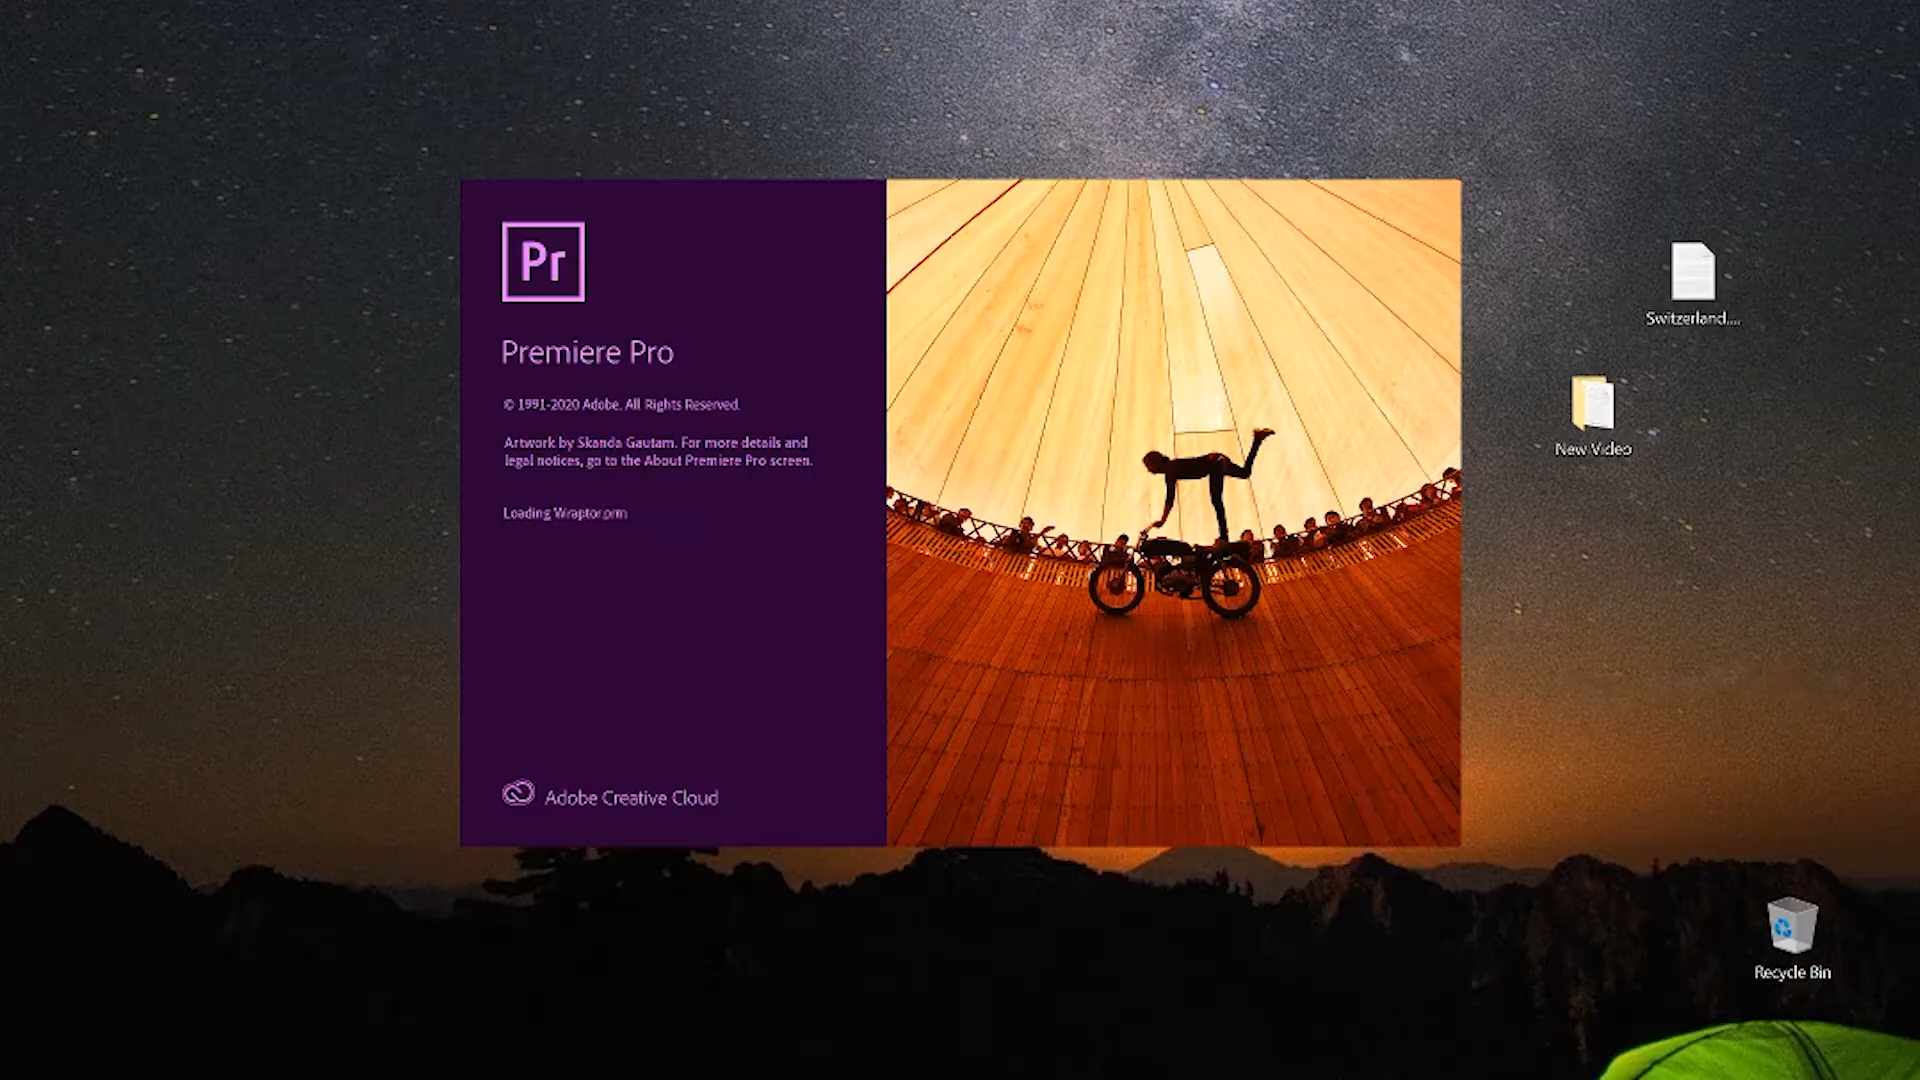 Pr
Premiere Pro
© 1991-2020 Adobe. All Rights Reserved.
Artwork by Skanda Gautam. For more details and
legal notices, go to the About Premiere Pro screen.
Loading Wraptor.prm
Adobe Creative Cloud
Switzerland....
New Video
Recycle Bin